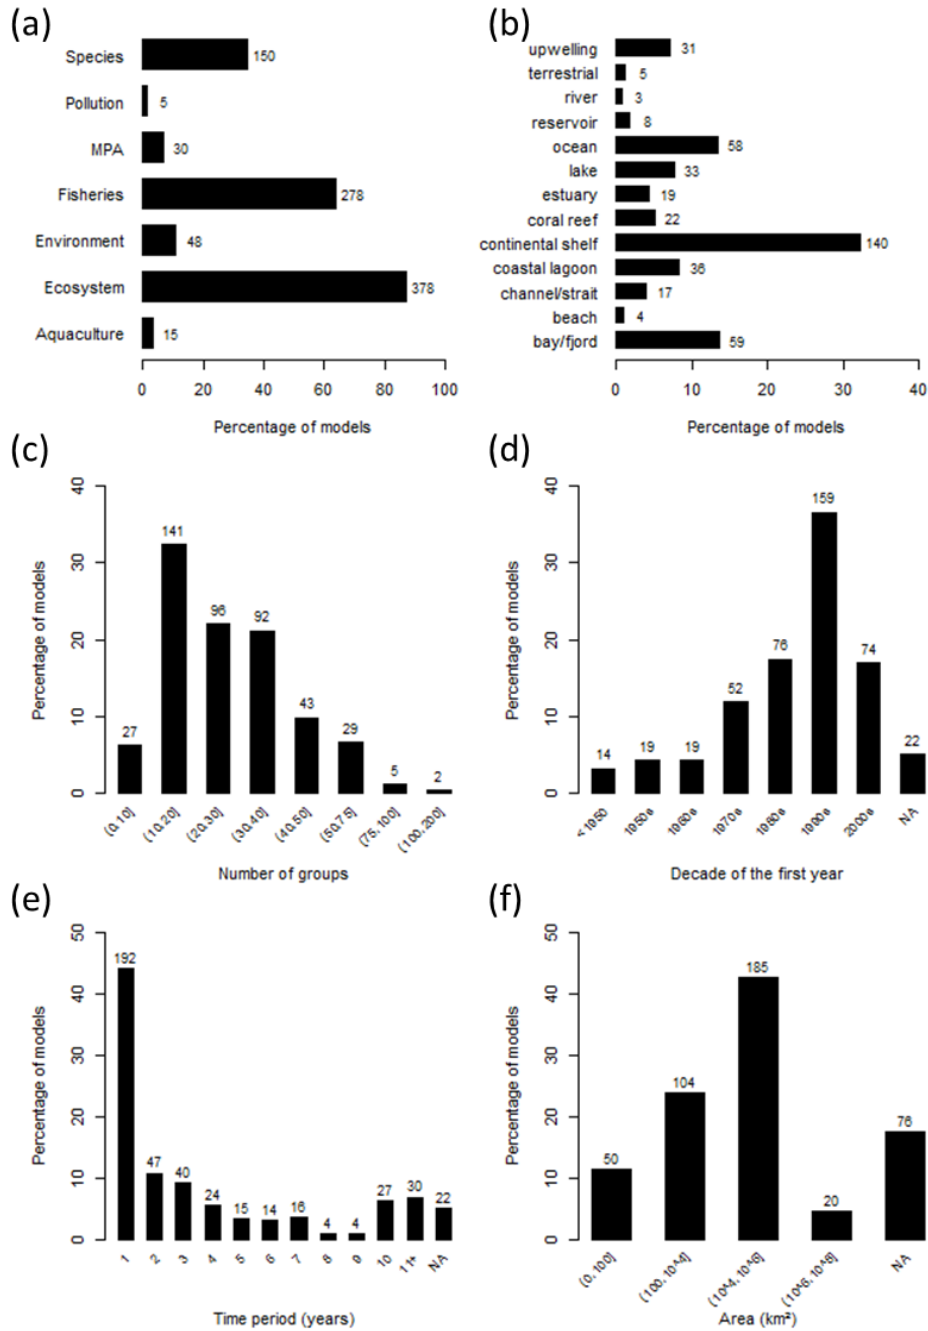 (a)
Species 150
Pollution 5
MPA 30
Fisheries 278
Environment 48
Ecosystem 378
Aquaculture 15
0 20 40 60 80 100
Percentage of models
(b)
upwelling 31
terrestrial 5
river 3
reservoir 8
ocean 58
lake 33
estuary 19
coral reef 22
continental shelf 140
coastal lagoon 36
channel/strait 17
beach 4
bay/fjord 59
0 10 20 30 40
Percentage of models
(c)
Percentage of models
40
30
20
10
0
27 141 96 92 43 29 5 2
(0,10] (10,20] (20,30] (30,40] (40,50] (50,75] (75,100] (100,200]
Number of groups
(d)
Percentage of models
40
30
20
10
0
14 19 19 52 76 159 74 22
<1950 1950s 1960s 1970s 1980s 1990s 2000s NA
Decade of the first year
(e)
Percentage of models
50
40
30
20
10
0
192 47 40 24 15 14 16 4 4 27 30 22
1 2 3 4 5 6 7 8 9 10 11+ NA
Time period (years)
(f)
Percentage of models
50
40
30
20
10
0
50 104 185 20 76
(0,100] (100,10^4] (10^4,10^6] (10^6,10^8] NA
Area (km²)